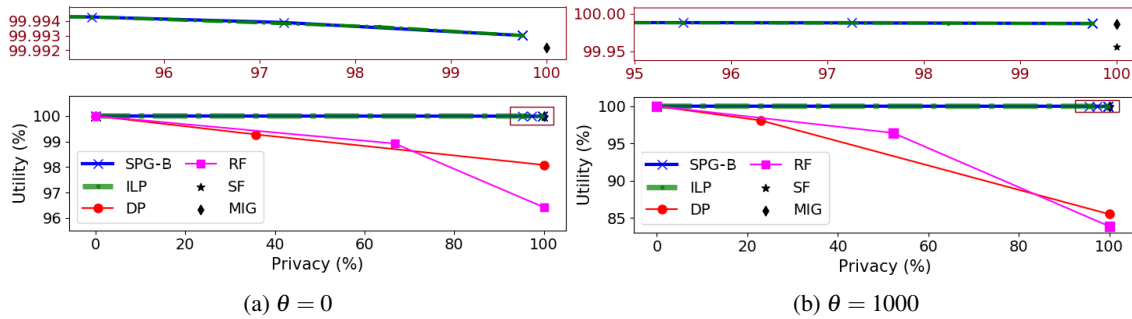 99.994
99.993
99.992
96 97 98 99 100
100
99
98
97
96
Utility (%)
SPG-B
ILP
DP
RF
SF
MIG
0 20 40 60 80 100
Privacy (%)
(a) θ = 0
100.00
99.95
95 96 97 98 99 100
100
95
90
85
Utility (%)
SPG-B
ILP
DP
RF
SF
MIG
0 20 40 60 80 100
Privacy (%)
(b) θ = 1000